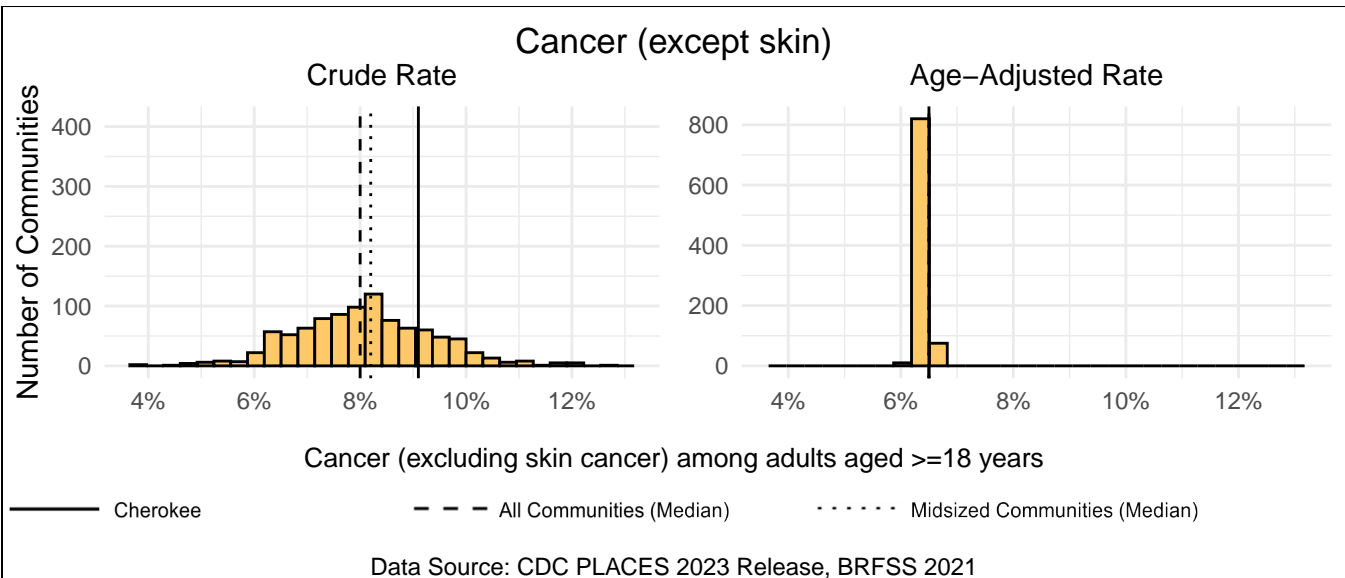 Cancer (except skin)
Crude Rate
Age−Adjusted Rate
Number of Communities
400
300
200
100
0
4%
6%
8%
10%
12%
800
600
400
200
0
4%
6%
8%
10%
12%
Cancer (excluding skin cancer) among adults aged >=18 years
Cherokee
All Communities (Median)
Midsized Communities (Median)
Data Source: CDC PLACES 2023 Release, BRFSS 2021